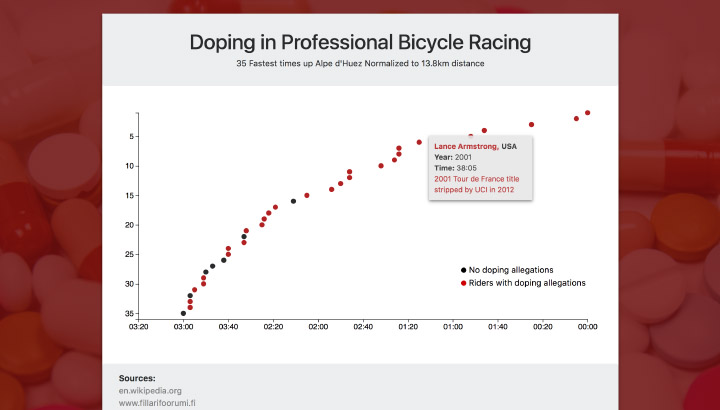 Doping in Professional Bicycle Racing
35 Fastest times up Alpe d'Huez Normalized to 13.8km distance
5
10
15
20
25
30
35
Lance Armstrong, USA
Year: 2001
Time: 38:05
2001 Tour de France title
stripped by UCI in 2012
No doping allegations
Riders with doping allegations
03:20 03:00 03:40 02:20 02:00 02:40 01:20 01:00 01:40 00:20 00:00
Sources:
en.wikipedia.org
www.fillarifoorumi.fi